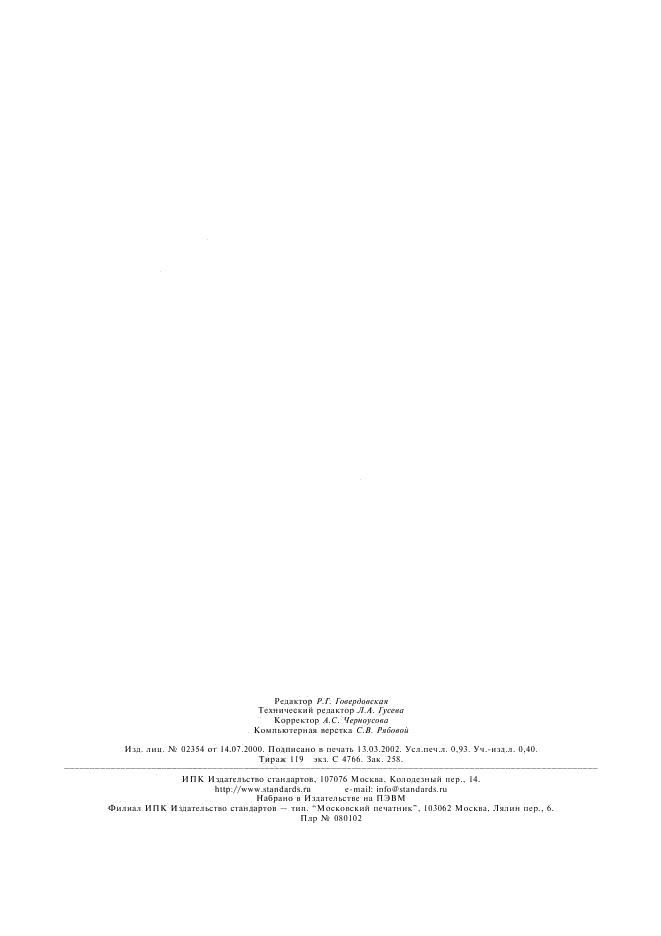 Редактор Р.Г. Говердовская
Технический редактор Л.А. Гусева
Корректор А.С. Черноусова
Компьютерная верстка С.В. Рябовой
Изд. лиц. № 02354 от 14.07.2000. Подписано в печать 13.03.2002. Усл.печ.л. 0,93. Уч.-изд.л. 0,40.
Тираж 119 экз. С 4766. Зак. 258.
ИПК Издательство стандартов, 107076 Москва, Колодезный пер., 14.
http://www.standards.ru e-mail: info@standards.ru
Набрано в Издательстве на ПЭВМ
Филиал ИПК Издательство стандартов — тип. “Московский печатник”, 103062 Москва, Лялин пер., 6.
Плр № 080102